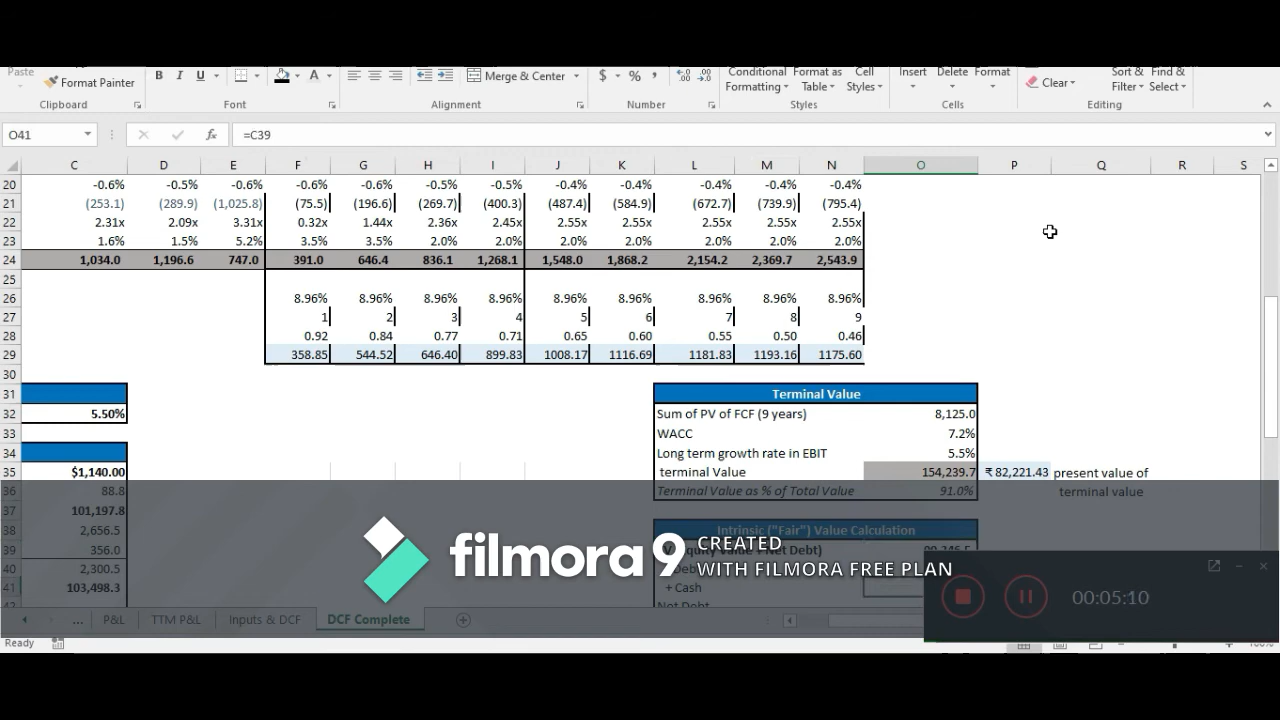 Paste Format Painter B I U A Merge & Center $ % , Conditional Formatting Format as Table Cell Styles Insert Delete Format Clear Sort & Filter Find & Select
Clipboard Font Alignment Number Styles Cells Editing
O41 fx =C39
C D E F G H I J K L M N O P Q R S
20 -0.6% -0.5% -0.6% -0.6% -0.6% -0.5% -0.5% -0.4% -0.4% -0.4% -0.4% -0.4%
21 (253.1) (289.9) (1,025.8) (75.5) (196.6) (269.7) (400.3) (487.4) (584.9) (672.7) (739.9) (795.4)
22 2.31x 2.09x 3.31x 0.32x 1.44x 2.36x 2.45x 2.55x 2.55x 2.55x 2.55x 2.55x
23 1.6% 1.5% 5.2% 3.5% 3.5% 2.0% 2.0% 2.0% 2.0% 2.0% 2.0% 2.0%
24 1,034.0 1,196.6 747.0 391.0 646.4 836.1 1,268.1 1,548.0 1,868.2 2,154.2 2,369.7 2,543.9
25
26 8.96% 8.96% 8.96% 8.96% 8.96% 8.96% 8.96% 8.96% 8.96%
27 1 2 3 4 5 6 7 8 9
28 0.92 0.84 0.77 0.71 0.65 0.60 0.55 0.50 0.46
29 358.85 544.52 646.40 899.83 1008.17 1116.69 1181.83 1193.16 1175.60
30
31 Terminal Value
32 5.50% Sum of PV of FCF (9 years) 8,125.0
33 WACC 7.2%
34 Long term growth rate in EBIT 5.5%
35 $1,140.00 terminal Value 154,239.7 ₹ 82,221.43 present value of
36 88.8 Terminal Value as % of Total Value 91.0% terminal value
37 101,197.8
38 2,656.5 Intrinsic ("Fair") Value Calculation
39 356.0
40 2,300.5
41 103,498.3 + Cash
filmora 9 CREATED
WITH FILMORA FREE PLAN
00:05:10
... P&L TTM P&L Inputs & DCF DCF Complete
Ready